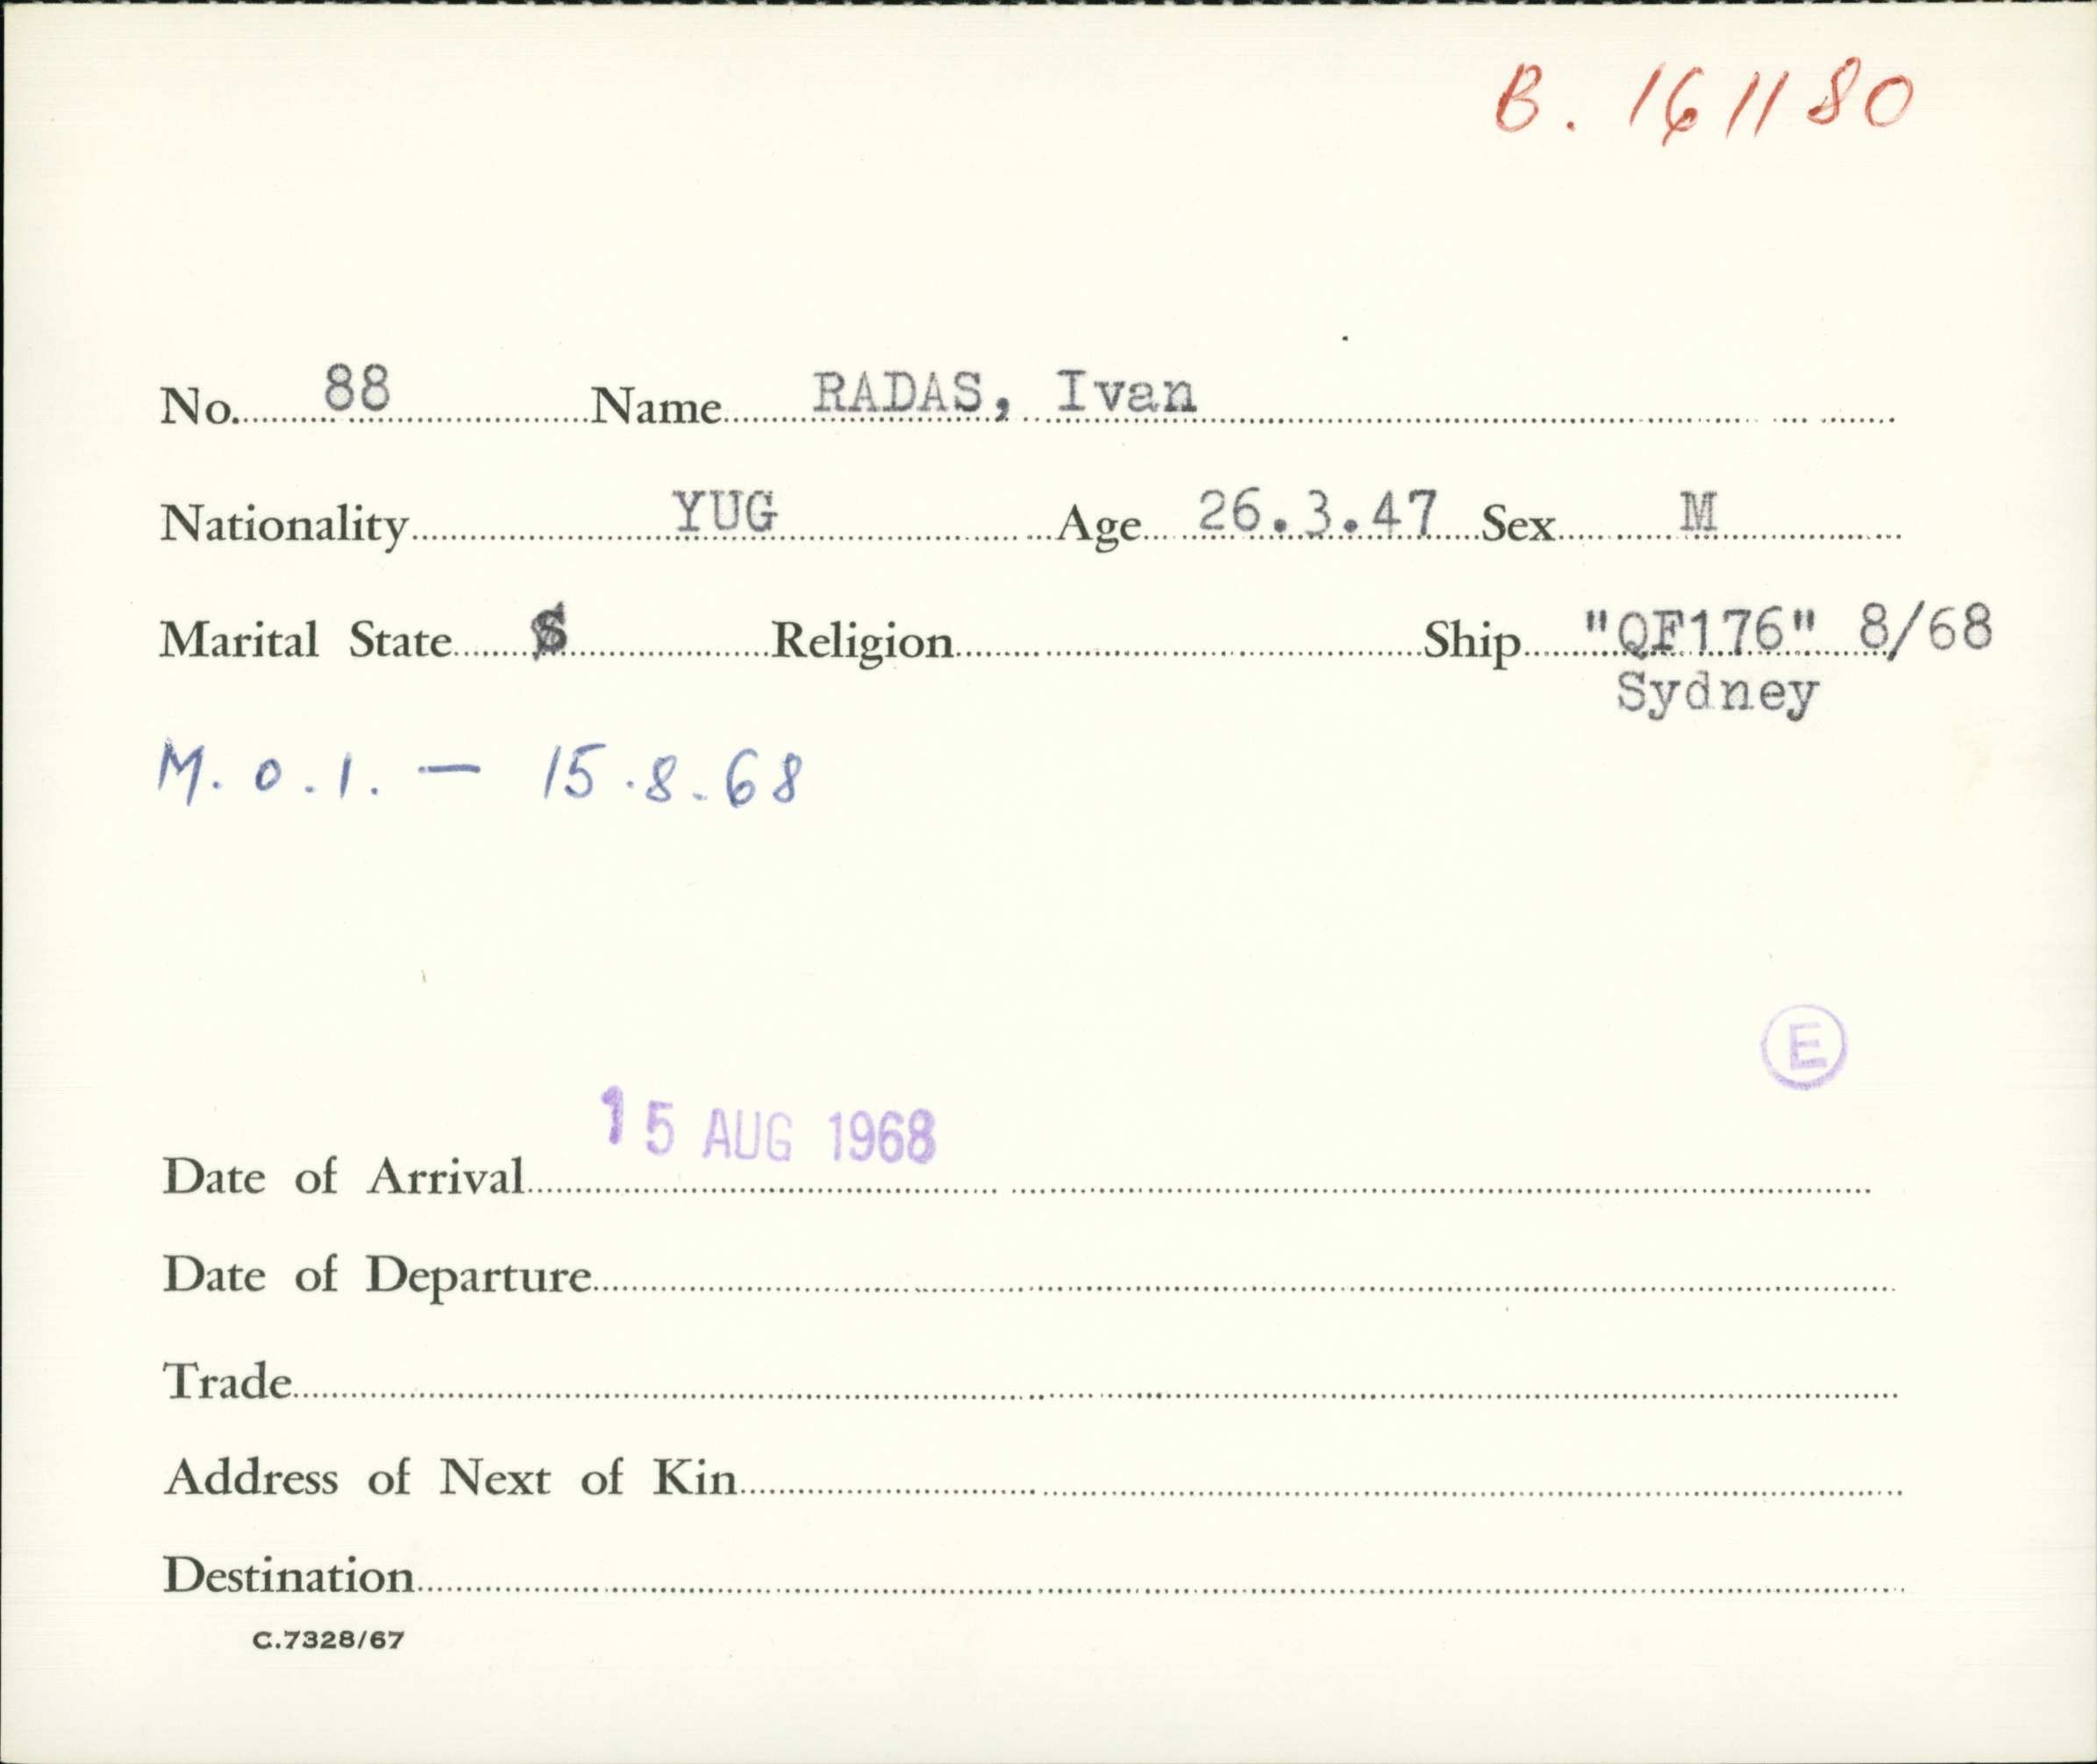 B. 161180
No. 88 Name RADAS, Ivan
Nationality YUG Age 26.3.47 Sex M
Marital State S Religion Ship "QF176" 8/68
Sydney
M.O.I. — 15.8.68
E
15 AUG 1968
Date of Arrival
Date of Departure
Trade
Address of Next of Kin
Destination
C.7328/67